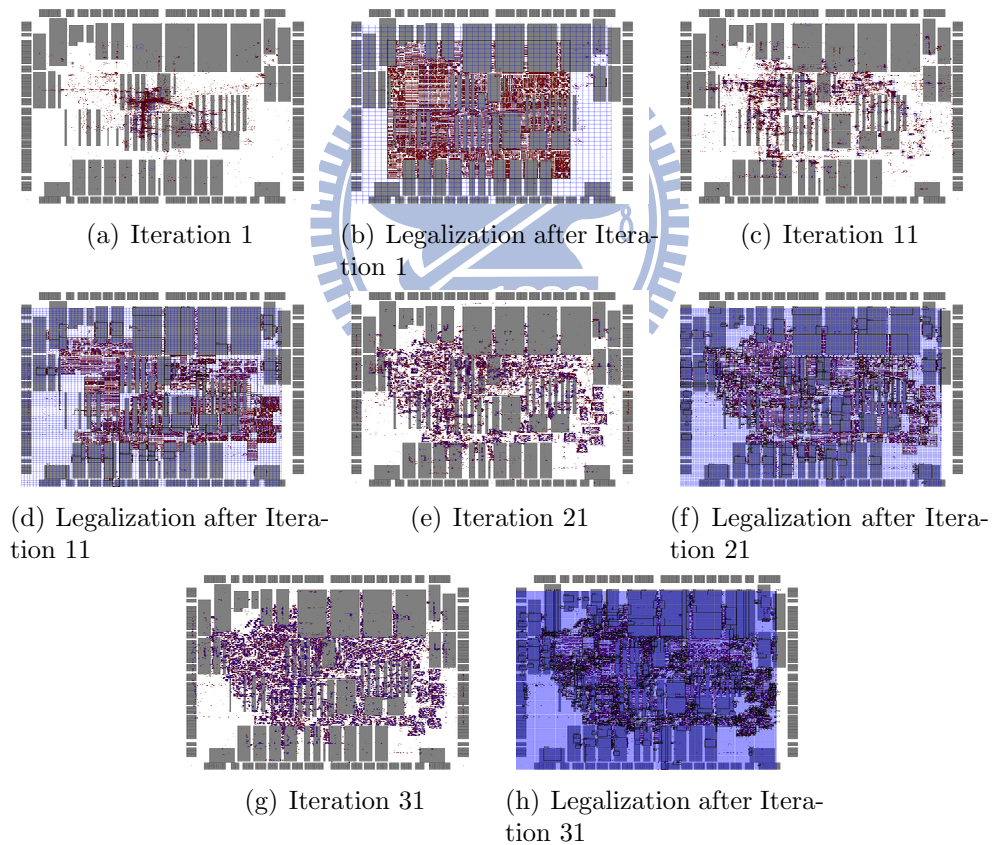 (a) Iteration 1
(b) Legalization after Itera-
tion 1
(c) Iteration 11
(d) Legalization after Itera-
tion 11
(e) Iteration 21
(f) Legalization after Itera-
tion 21
(g) Iteration 31
(h) Legalization after Itera-
tion 31